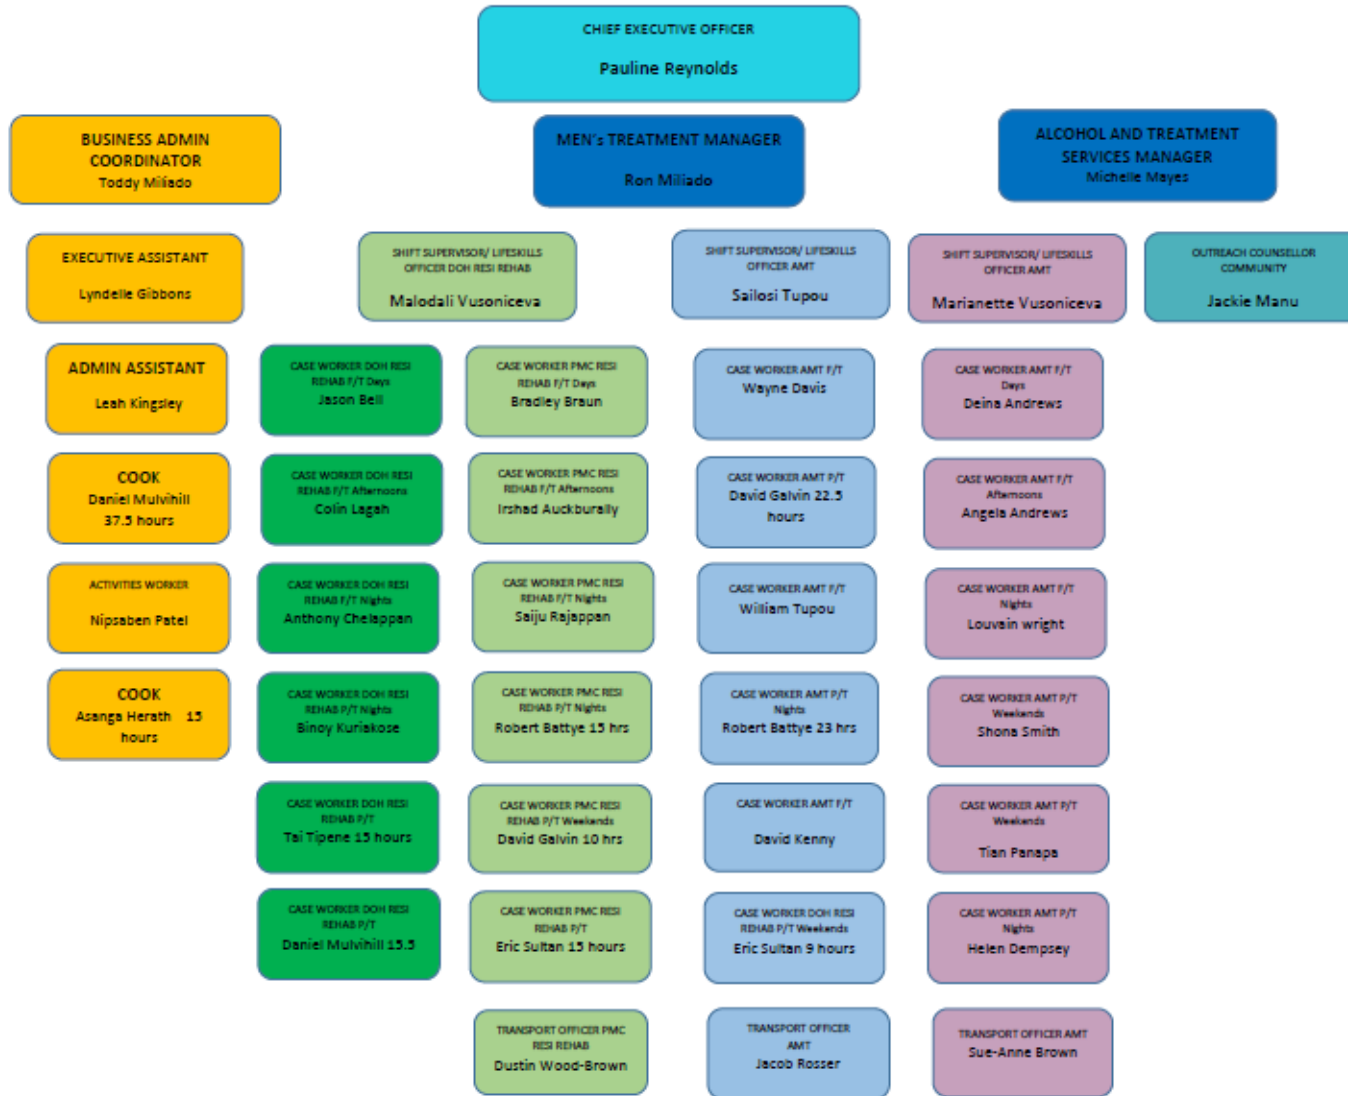 CHIEF EXECUTIVE OFFICER
Pauline Reynolds
BUSINESS ADMIN
COORDINATOR
Toddy Miliado
MEN's TREATMENT MANAGER
Ron Miliado
ALCOHOL AND TREATMENT
SERVICES MANAGER
Michelle Mayes
EXECUTIVE ASSISTANT
Lyndelle Gibbons
SHIFT SUPERVISOR/ LIFESKILLS
OFFICER DOH RESI REHAB
Malodali Vusoniceva
SHIFT SUPERVISOR/ LIFESKILLS
OFFICER AMT
Sailosi Tupou
SHIFT SUPERVISOR/ LIFESKILLS
OFFICER AMT
Marianette Vusoniceva
OUTREACH COUNSELLOR
COMMUNITY
Jackie Manu
ADMIN ASSISTANT
Leah Kingsley
CASE WORKER DOH RESI
REHAB F/T Days
Jason Bell
CASE WORKER PMC RESI
REHAB F/T Days
Bradley Braun
CASE WORKER AMT F/T
Wayne Davis
CASE WORKER AMT F/T
Days
Deina Andrews
COOK
Daniel Mulvihill
37.5 hours
CASE WORKER DOH RESI
REHAB F/T Afternoons
Colin Lagah
CASE WORKER PMC RESI
REHAB F/T Afternoons
Irshad Auckburally
CASE WORKER AMT P/T
David Galvin 22.5
hours
CASE WORKER AMT F/T
Afternoons
Angela Andrews
ACTIVITIES WORKER
Nipsaben Patel
CASE WORKER DOH RESI
REHAB F/T Nights
Anthony Chelappan
CASE WORKER PMC RESI
REHAB F/T Nights
Saiju Rajappan
CASE WORKER AMT F/T
William Tupou
CASE WORKER AMT F/T
Nights
Louvain wright
COOK
Asanga Herath 15
hours
CASE WORKER DOH RESI
REHAB P/T Nights
Binoy Kuriakose
CASE WORKER PMC RESI
REHAB P/T Nights
Robert Battye 15 hrs
CASE WORKER AMT P/T
Nights
Robert Battye 23 hrs
CASE WORKER AMT P/T
Weekends
Shona Smith
CASE WORKER DOH RESI
REHAB P/T
Tai Tipene 15 hours
CASE WORKER PMC RESI
REHAB P/T Weekends
David Galvin 10 hrs
CASE WORKER AMT F/T
David Kenny
CASE WORKER AMT P/T
Weekends
Tian Panapa
CASE WORKER DOH RESI
REHAB P/T
Daniel Mulvihill 15.5
CASE WORKER PMC RESI
REHAB P/T
Eric Sultan 15 hours
CASE WORKER DOH RESI
REHAB P/T Weekends
Eric Sultan 9 hours
CASE WORKER AMT P/T
Nights
Helen Dempsey
TRANSPORT OFFICER PMC
RESI REHAB
Dustin Wood-Brown
TRANSPORT OFFICER
AMT
Jacob Rosser
TRANSPORT OFFICER AMT
Sue-Anne Brown